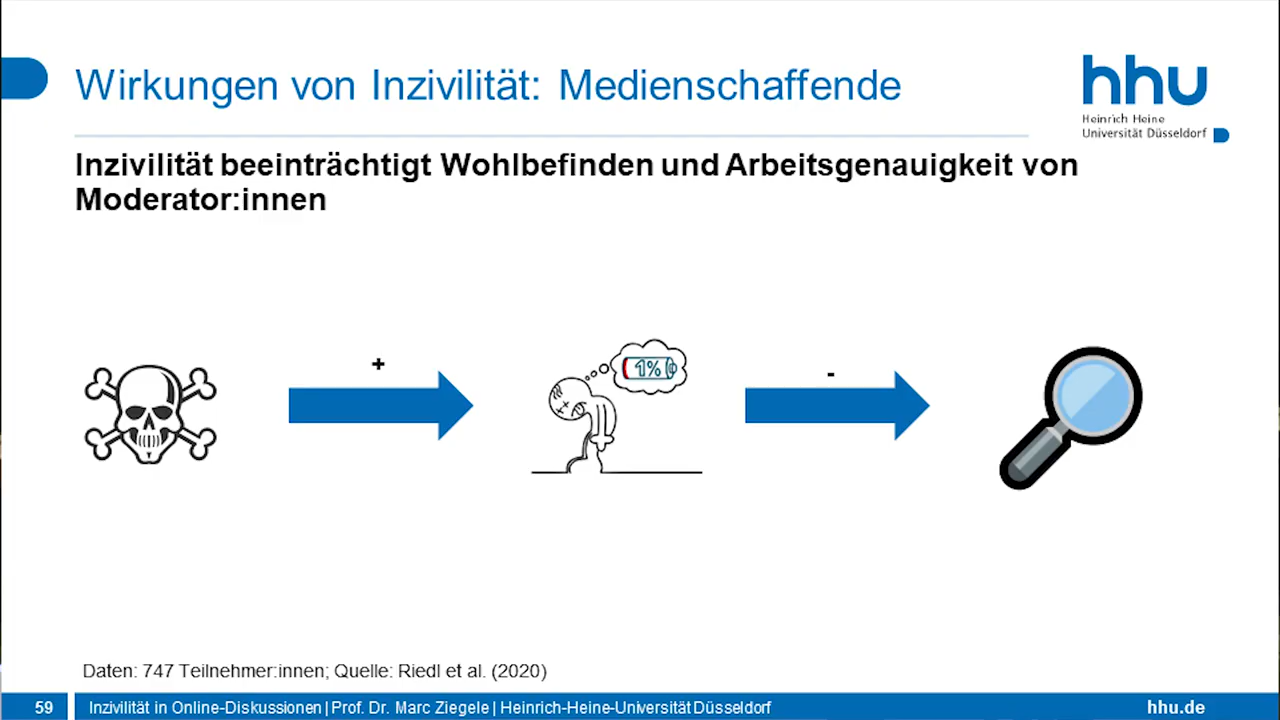 Wirkungen von Inzivilität: Medienschaffende
hhu
Heinrich Heine
Universität Düsseldorf
Inzivilität beeinträchtigt Wohlbefinden und Arbeitsgenauigkeit von
Moderator:innen
+
1%
-
Daten: 747 Teilnehmer:innen; Quelle: Riedl et al. (2020)
59 Inzivilität in Online-Diskussionen | Prof. Dr. Marc Ziegele | Heinrich-Heine-Universität Düsseldorf hhu.de